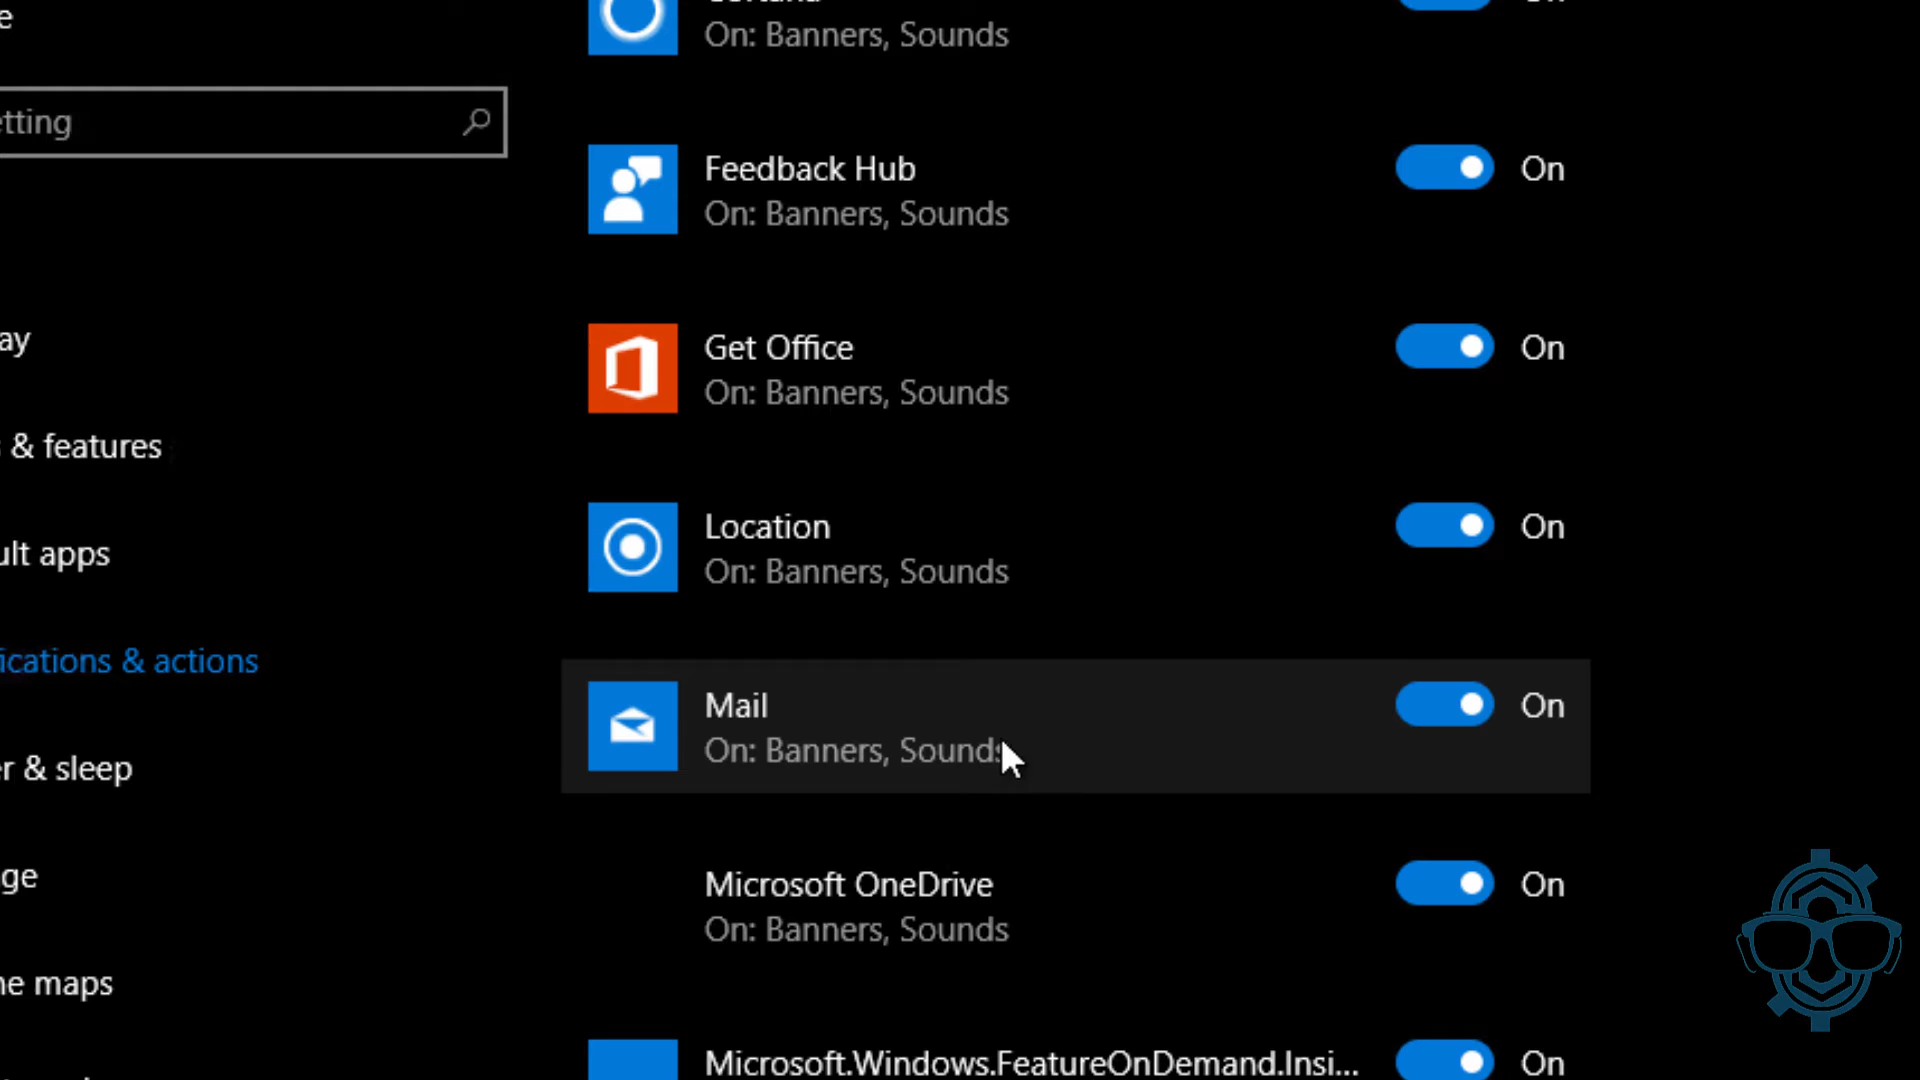 On: Banners, Sounds
Feedback Hub
On
On: Banners, Sounds
Get Office
On
On: Banners, Sounds
Location
On
On: Banners, Sounds
Mail
On
On: Banners, Sounds
Microsoft OneDrive
On
On: Banners, Sounds
Microsoft.Windows.FeatureOnDemand.Insi...
On
etting
ay
& features
ult apps
ications & actions
r & sleep
ge
ne maps